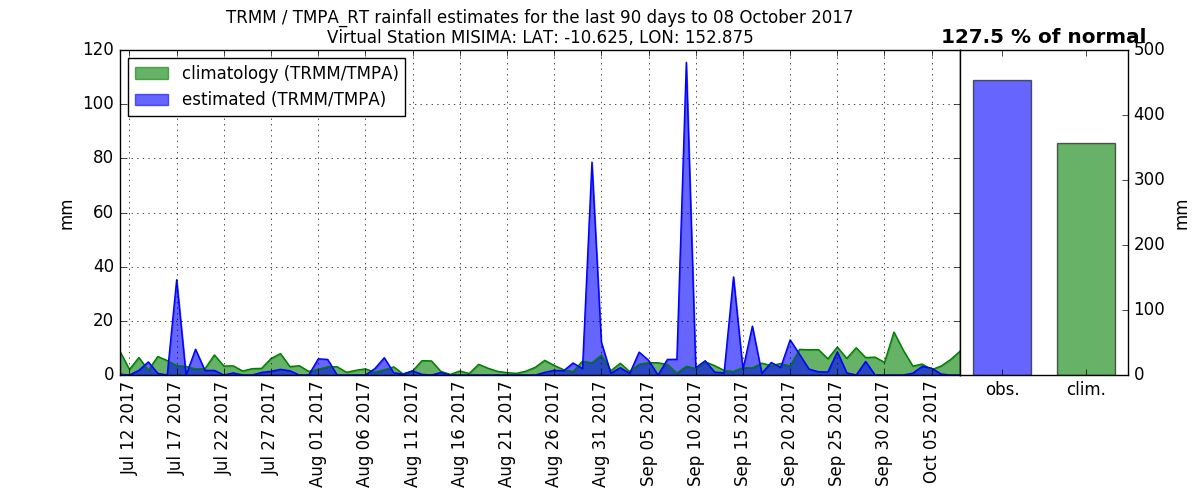 TRMM / TMPA_RT rainfall estimates for the last 90 days to 08 October 2017
Virtual Station MISIMA: LAT: -10.625, LON: 152.875
127.5 % of normal
climatology (TRMM/TMPA)
estimated (TRMM/TMPA)
120
100
80
60
40
20
0
mm
Jul 12 2017
Jul 17 2017
Jul 22 2017
Jul 27 2017
Aug 01 2017
Aug 06 2017
Aug 11 2017
Aug 16 2017
Aug 21 2017
Aug 26 2017
Aug 31 2017
Sep 05 2017
Sep 10 2017
Sep 15 2017
Sep 20 2017
Sep 25 2017
Sep 30 2017
Oct 05 2017
500
400
300
200
100
0
mm
obs.
clim.